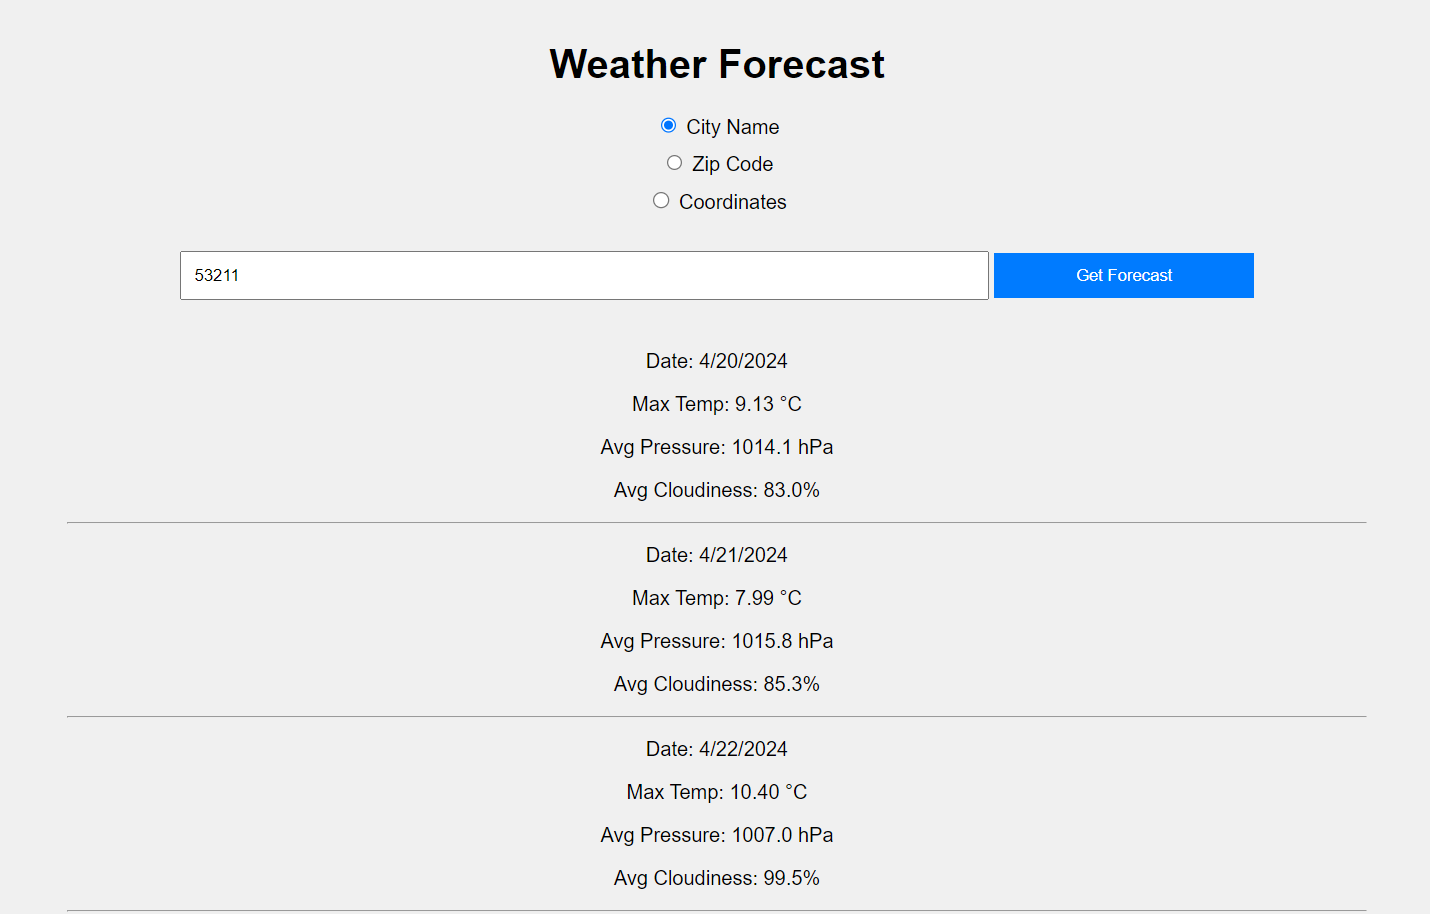 Weather Forecast
City Name
Zip Code
Coordinates
53211 Get Forecast
Date: 4/20/2024
Max Temp: 9.13 °C
Avg Pressure: 1014.1 hPa
Avg Cloudiness: 83.0%
Date: 4/21/2024
Max Temp: 7.99 °C
Avg Pressure: 1015.8 hPa
Avg Cloudiness: 85.3%
Date: 4/22/2024
Max Temp: 10.40 °C
Avg Pressure: 1007.0 hPa
Avg Cloudiness: 99.5%